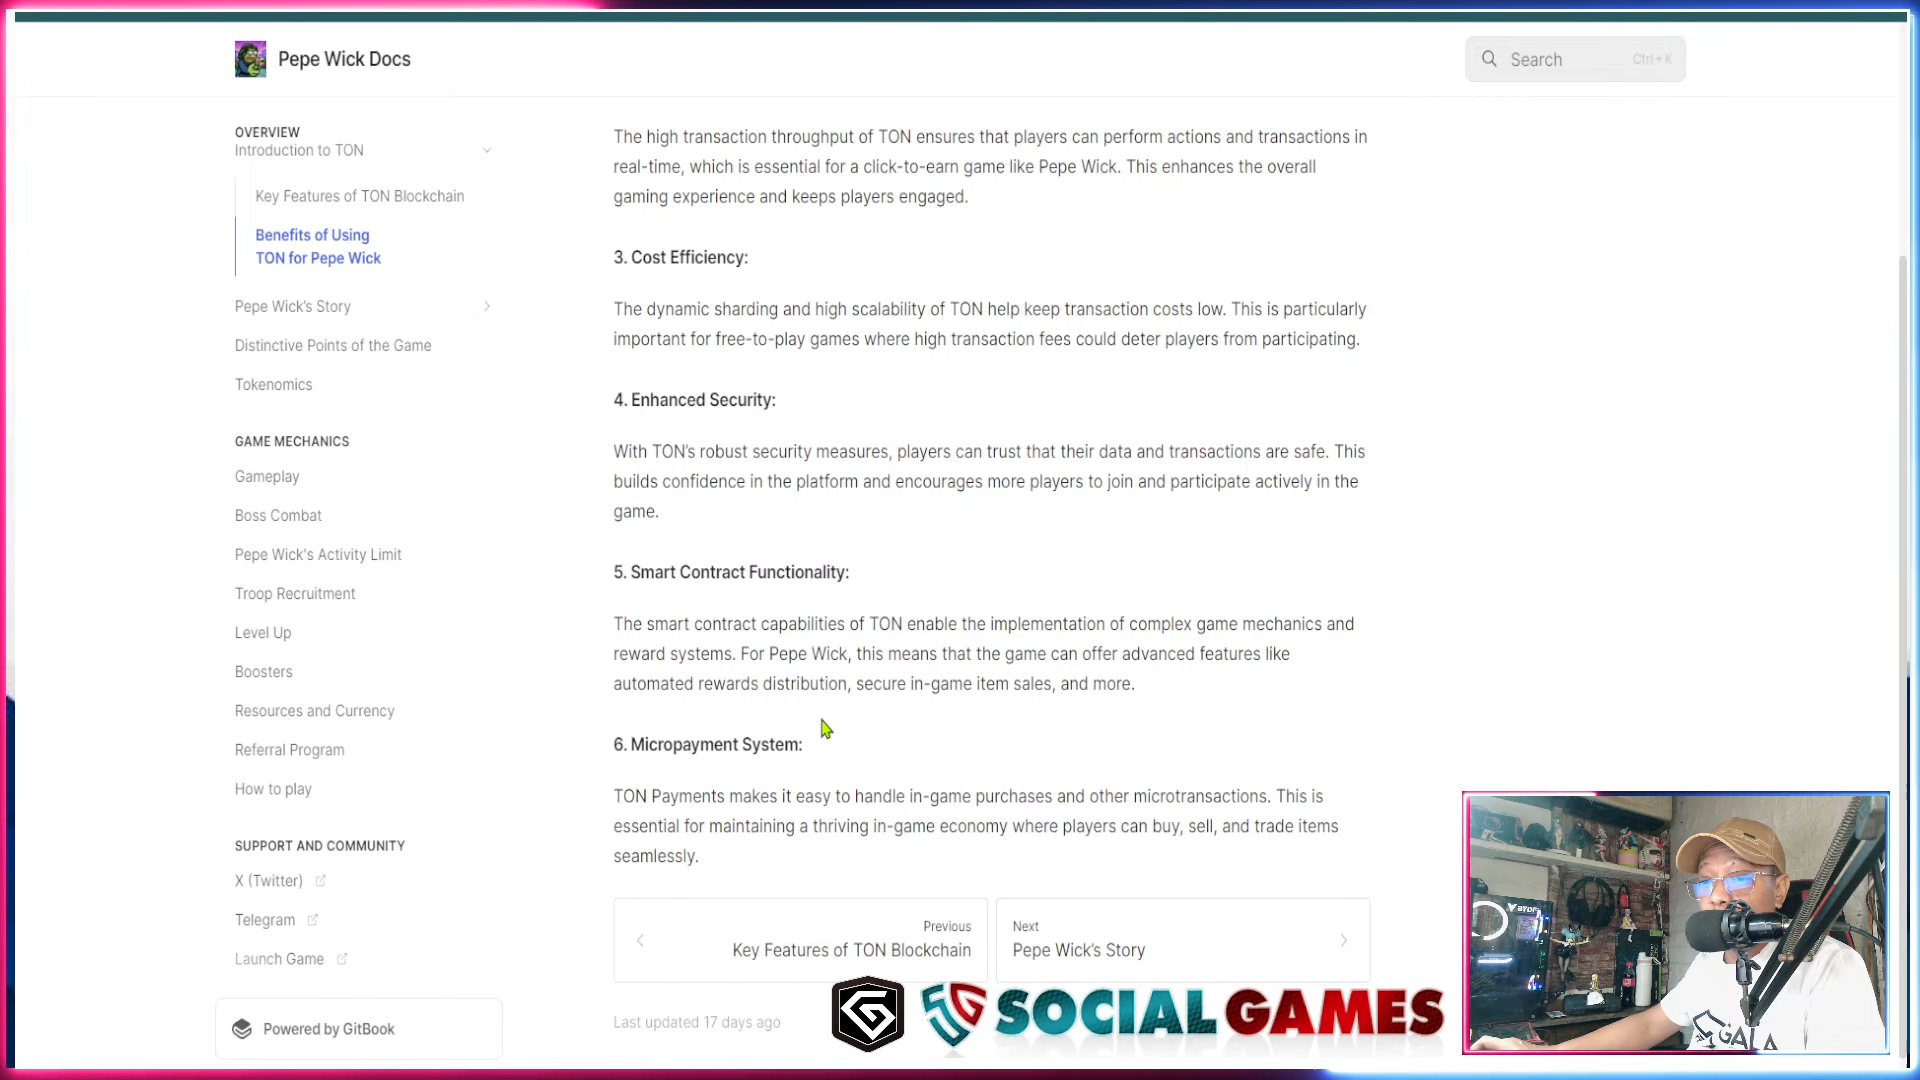 Pepe Wick Docs
Search
Ctrl + K
OVERVIEW
Introduction to TON
Key Features of TON Blockchain
Benefits of Using
TON for Pepe Wick
Pepe Wick's Story
Distinctive Points of the Game
Tokenomics
GAME MECHANICS
Gameplay
Boss Combat
Pepe Wick's Activity Limit
Troop Recruitment
Level Up
Boosters
Resources and Currency
Referral Program
How to play
SUPPORT AND COMMUNITY
X (Twitter)
Telegram
Launch Game
Powered by GitBook
The high transaction throughput of TON ensures that players can perform actions and transactions in
real-time, which is essential for a click-to-earn game like Pepe Wick. This enhances the overall
gaming experience and keeps players engaged.
3. Cost Efficiency:
The dynamic sharding and high scalability of TON help keep transaction costs low. This is particularly
important for free-to-play games where high transaction fees could deter players from participating.
4. Enhanced Security:
With TON's robust security measures, players can trust that their data and transactions are safe. This
builds confidence in the platform and encourages more players to join and participate actively in the
game.
5. Smart Contract Functionality:
The smart contract capabilities of TON enable the implementation of complex game mechanics and
reward systems. For Pepe Wick, this means that the game can offer advanced features like
automated rewards distribution, secure in-game item sales, and more.
6. Micropayment System:
TON Payments makes it easy to handle in-game purchases and other microtransactions. This is
essential for maintaining a thriving in-game economy where players can buy, sell, and trade items
seamlessly.
Previous
Key Features of TON Blockchain
Next
Pepe Wick's Story
Last updated 17 days ago
SG SOCIAL GAMES
GALA